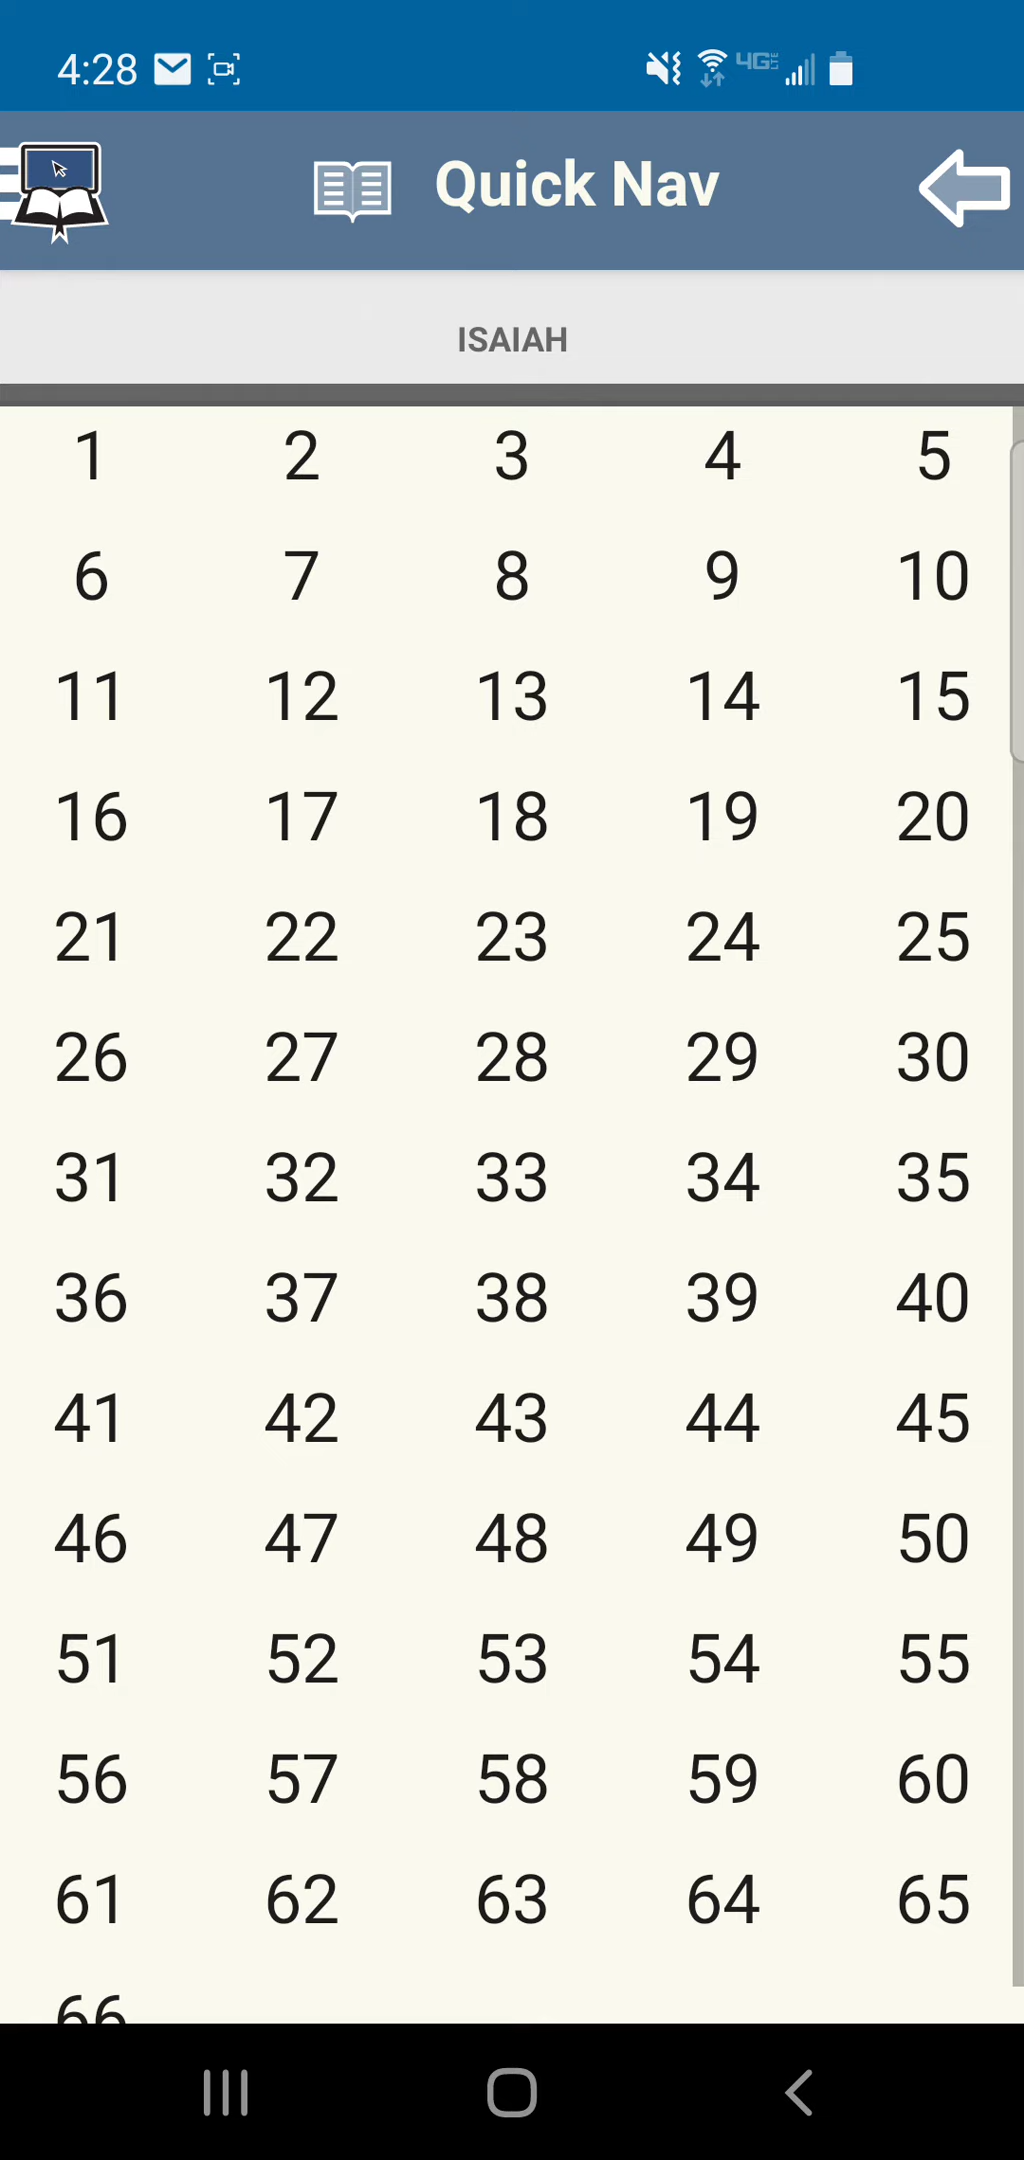 4:28 4G LTE
Quick Nav
ISAIAH
1 2 3 4 5
6 7 8 9 10
11 12 13 14 15
16 17 18 19 20
21 22 23 24 25
26 27 28 29 30
31 32 33 34 35
36 37 38 39 40
41 42 43 44 45
46 47 48 49 50
51 52 53 54 55
56 57 58 59 60
61 62 63 64 65
66